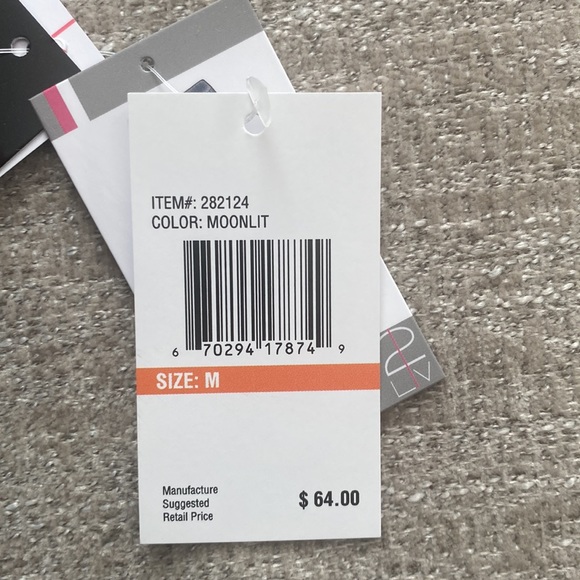 ITEM#: 282124
COLOR: MOONLIT
6 70294 17874 9
SIZE: M
Manufacture
Suggested
Retail Price
$ 64.00